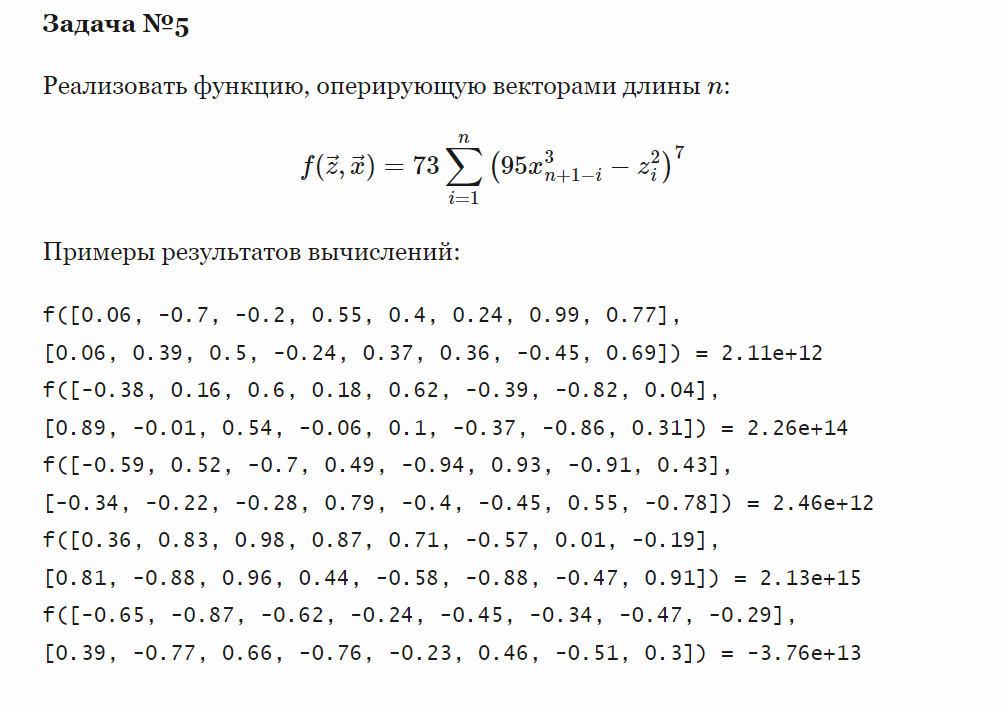 Задача №5
Реализовать функцию, оперирующую векторами длины n:
f(z⃗, x⃗) = 73 ∑_{i=1}^{n} (95x_{n+1−i}^3 − z_i^2)^7
Примеры результатов вычислений:
f([0.06, -0.7, -0.2, 0.55, 0.4, 0.24, 0.99, 0.77],
[0.06, 0.39, 0.5, -0.24, 0.37, 0.36, -0.45, 0.69]) = 2.11e+12
f([-0.38, 0.16, 0.6, 0.18, 0.62, -0.39, -0.82, 0.04],
[0.89, -0.01, 0.54, -0.06, 0.1, -0.37, -0.86, 0.31]) = 2.26e+14
f([-0.59, 0.52, -0.7, 0.49, -0.94, 0.93, -0.91, 0.43],
[-0.34, -0.22, -0.28, 0.79, -0.4, -0.45, 0.55, -0.78]) = 2.46e+12
f([0.36, 0.83, 0.98, 0.87, 0.71, -0.57, 0.01, -0.19],
[0.81, -0.88, 0.96, 0.44, -0.58, -0.88, -0.47, 0.91]) = 2.13e+15
f([-0.65, -0.87, -0.62, -0.24, -0.45, -0.34, -0.47, -0.29],
[0.39, -0.77, 0.66, -0.76, -0.23, 0.46, -0.51, 0.3]) = -3.76e+13